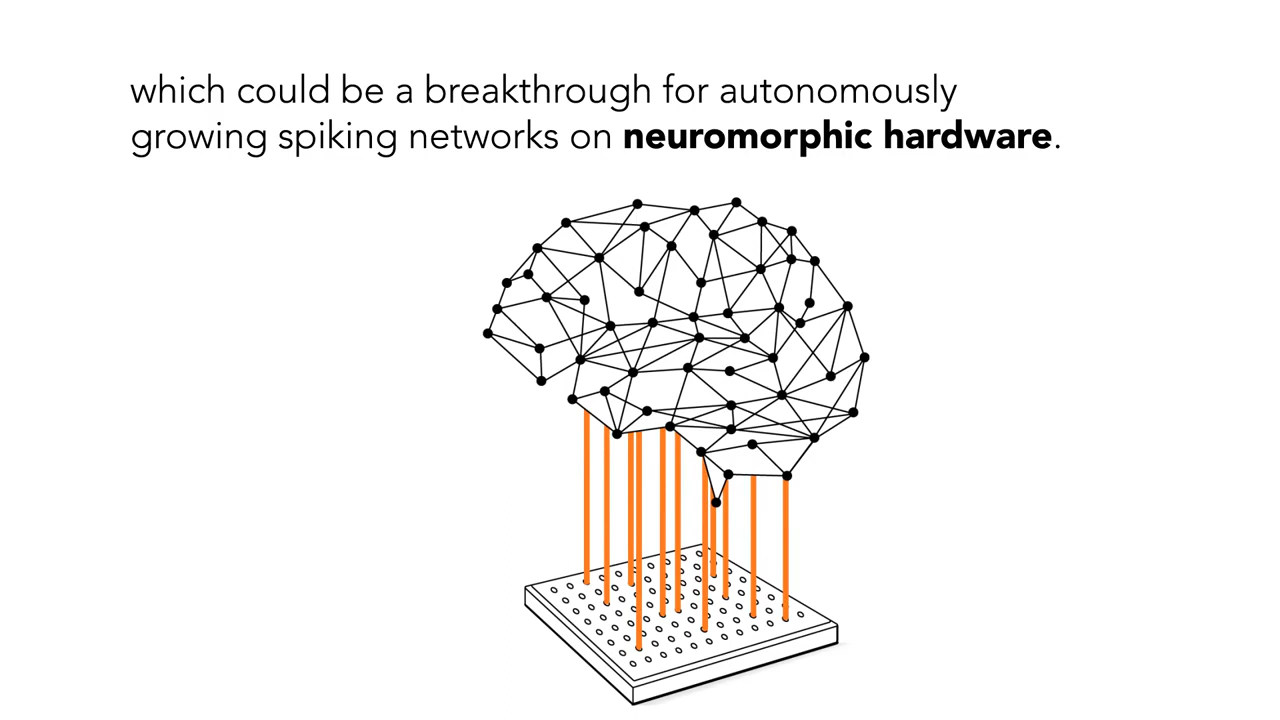 which could be a breakthrough for autonomously
growing spiking networks on neuromorphic hardware.